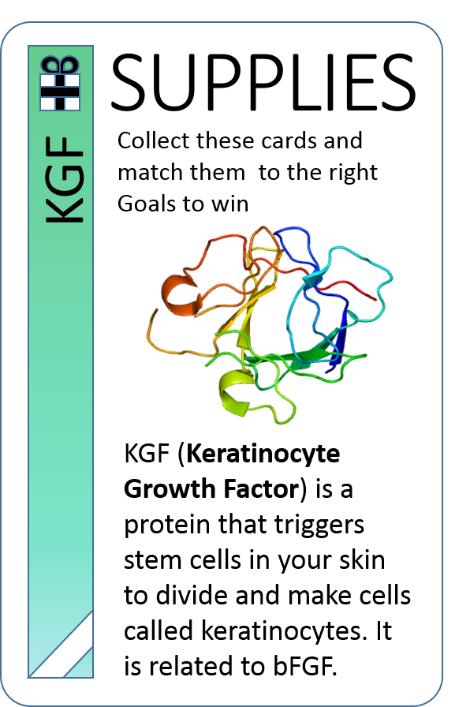 KGF
SUPPLIES
Collect these cards and
match them  to the right
Goals to win
KGF (Keratinocyte
Growth Factor) is a
protein that triggers
stem cells in your skin
to divide and make cells
called keratinocytes. It
is related to bFGF.